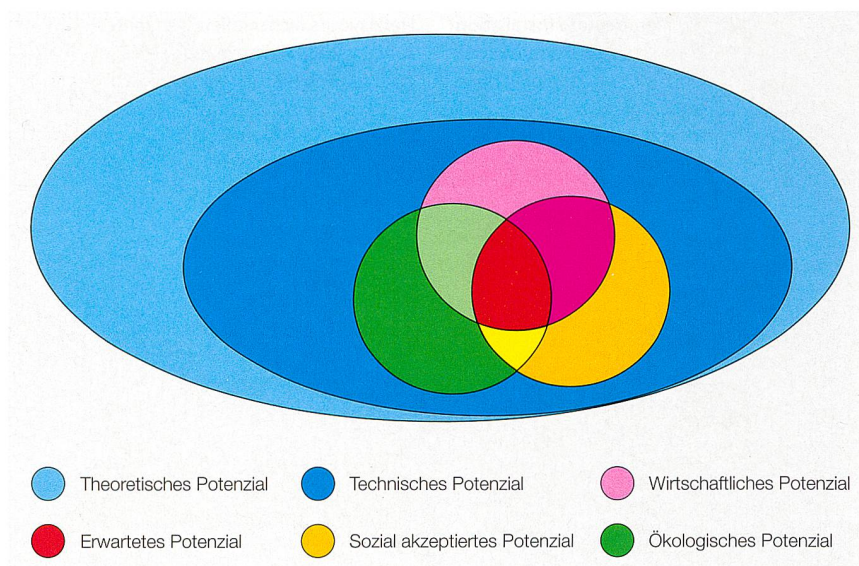 Theoretisches Potenzial
Technisches Potenzial
Wirtschaftliches Potenzial
Erwartetes Potenzial
Sozial akzeptiertes Potenzial
Ökologisches Potenzial